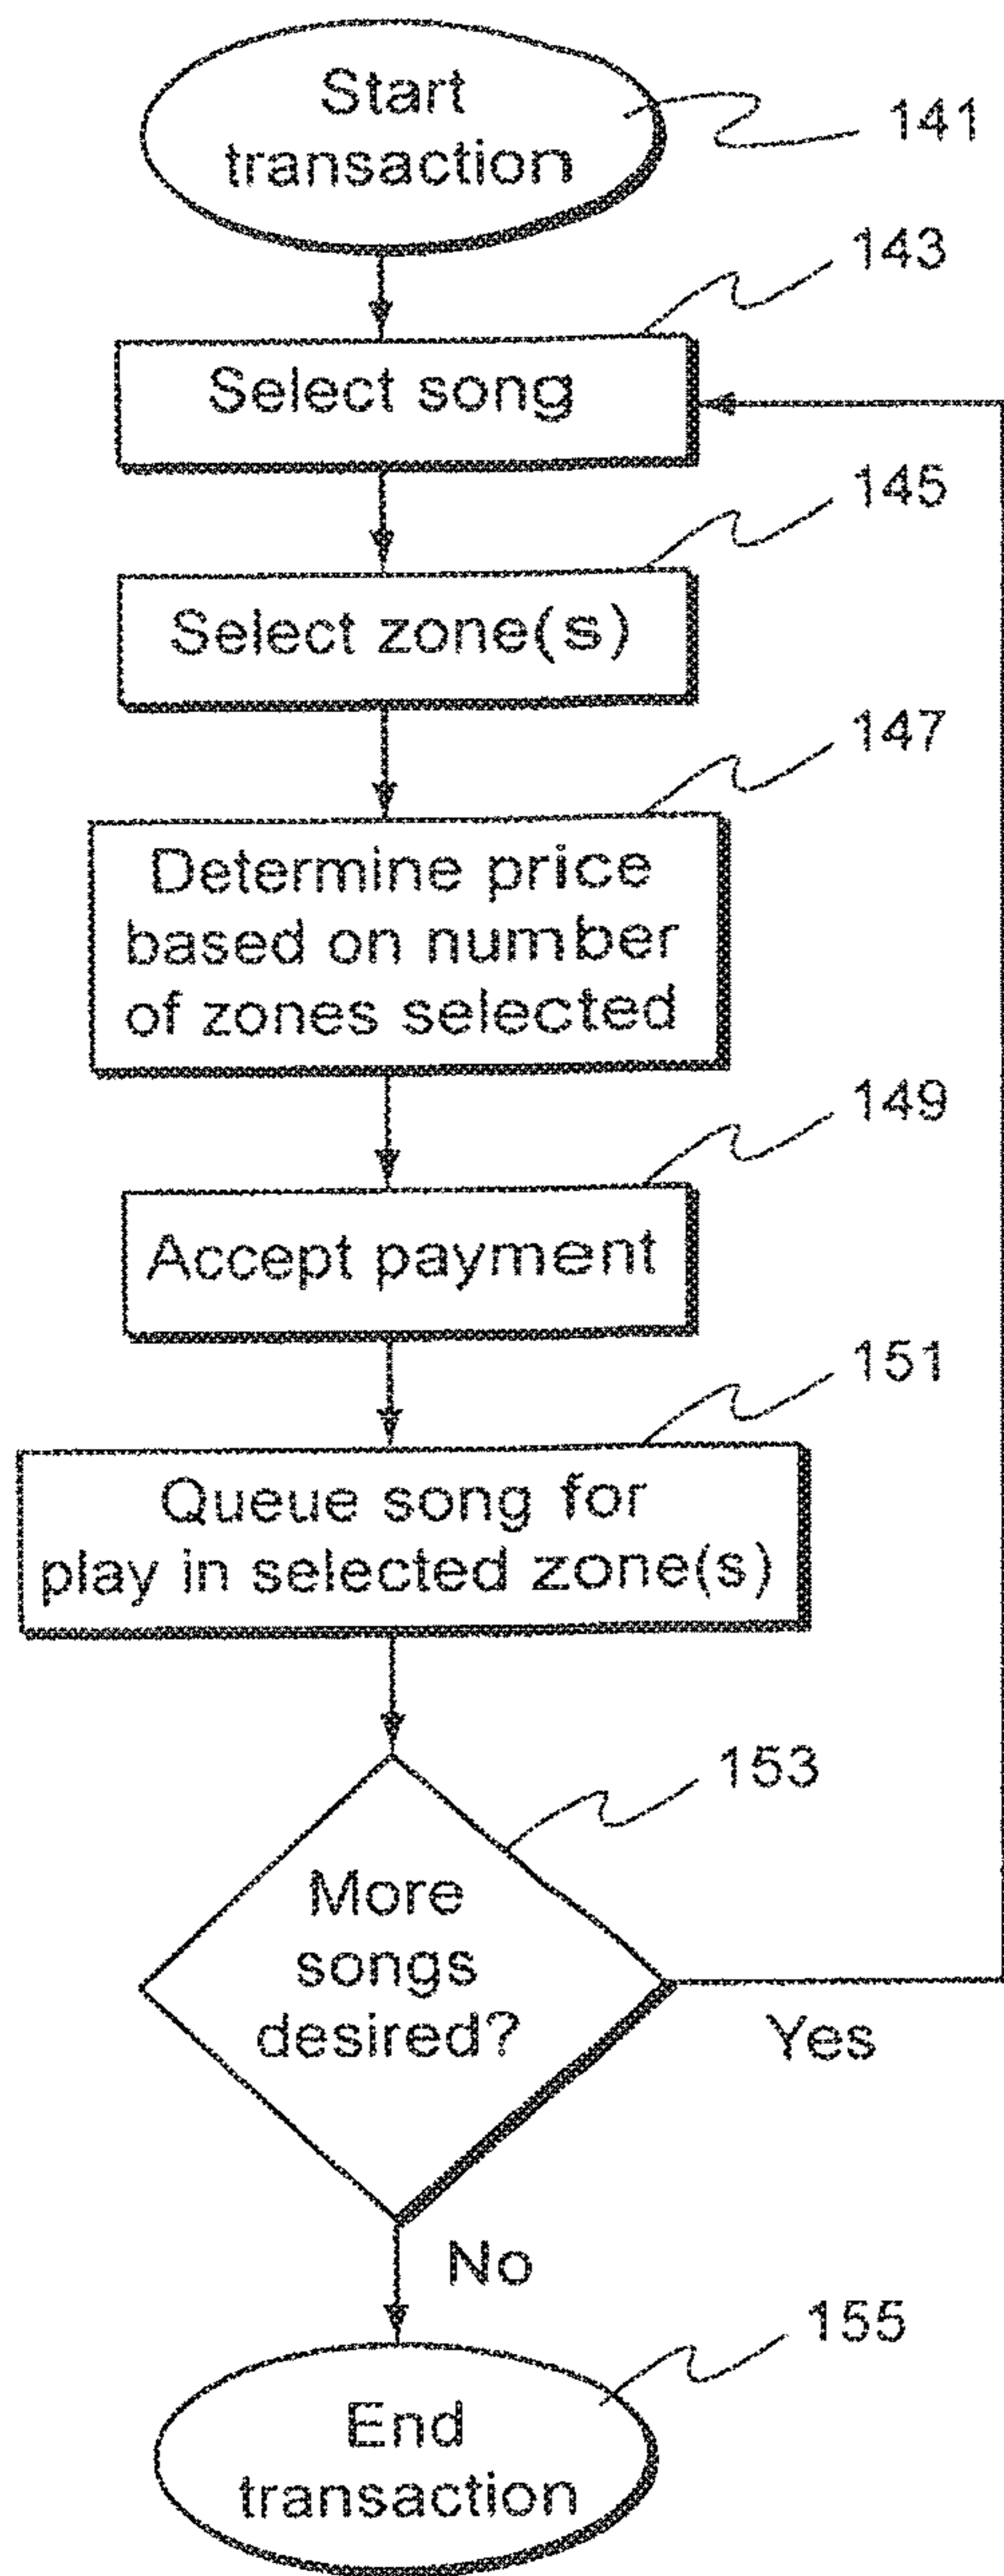 Start
transaction
141
143
Select song
145
Select zone(s)
147
Determine price
based on number
of zones selected
149
Accept payment
151
Queue song for
play in selected zone(s)
153
More
songs
desired?
Yes
No
155
End
transaction